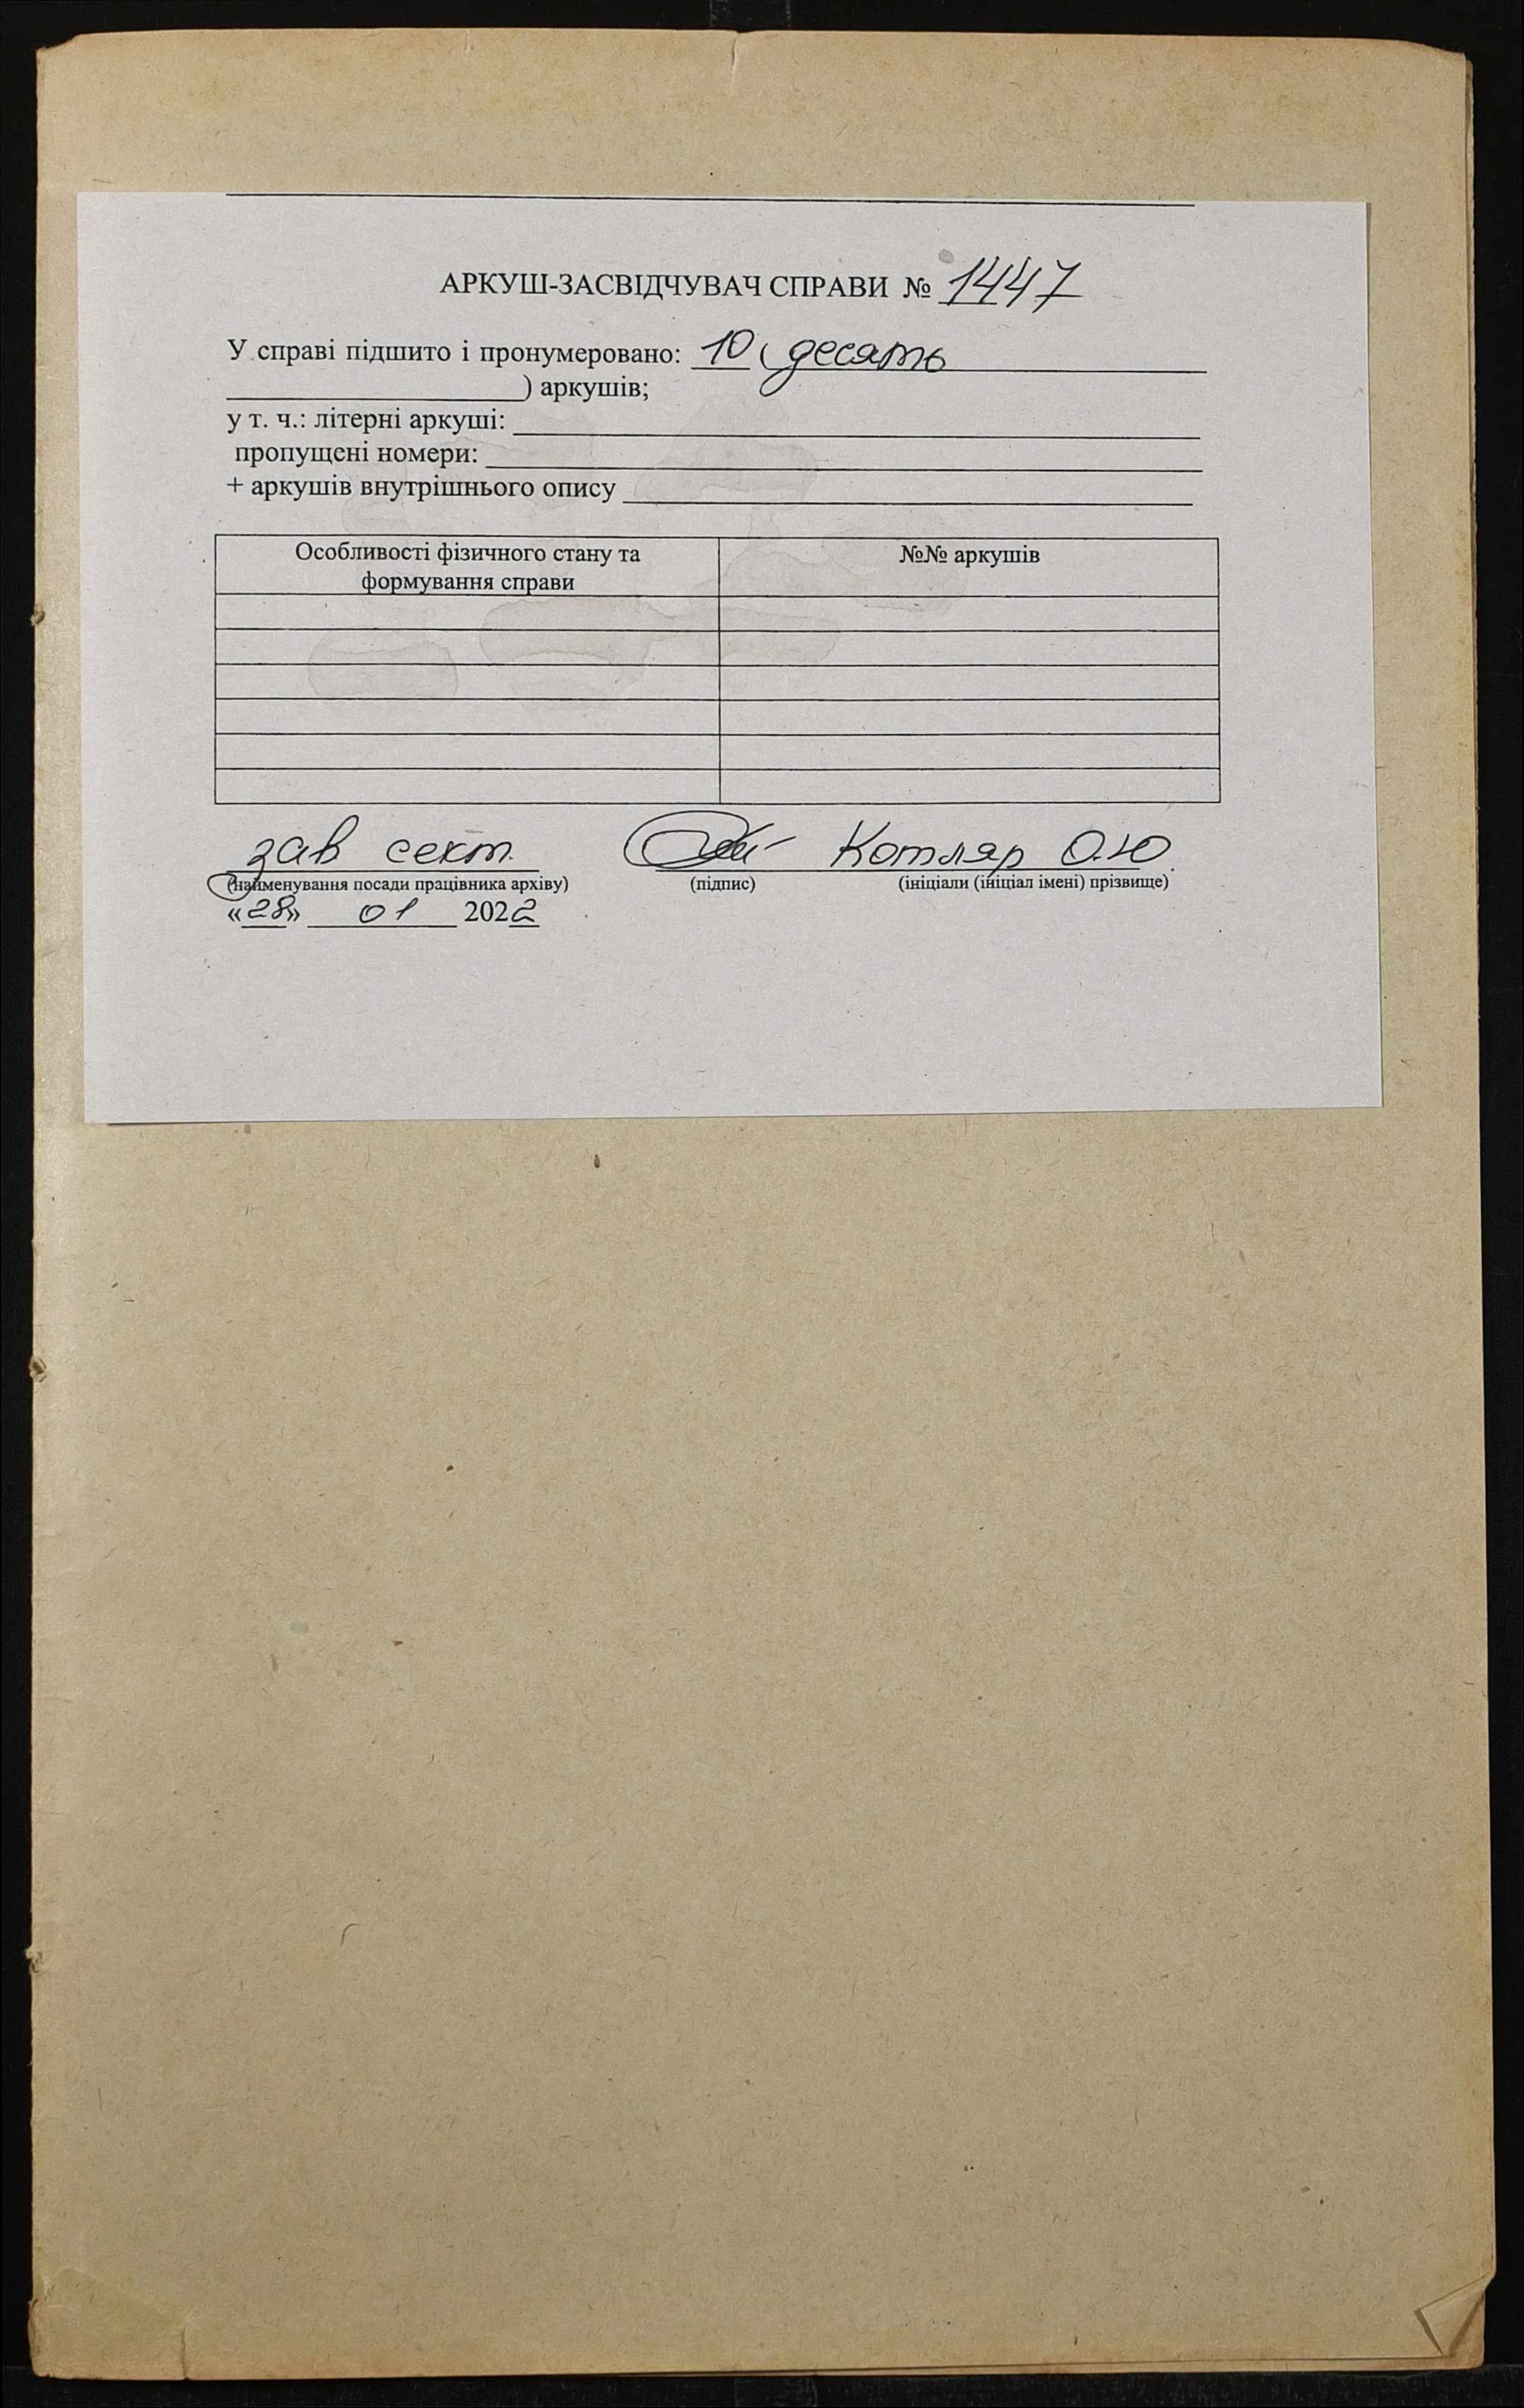 АРКУШ-ЗАСВІДЧУВАЧ СПРАВИ № 1447
У справі підшито і пронумеровано: 10 ( десять
) аркушів;
у т. ч.: літерні аркуші:
пропущені номери:
+ аркушів внутрішнього опису
Особливості фізичного стану та формування справи
№№ аркушів
зав сект. Котляр О.Ю.
(найменування посади працівника архіву) (підпис) (ініціали (ініціал імені) прізвище)
«28» 01 2022